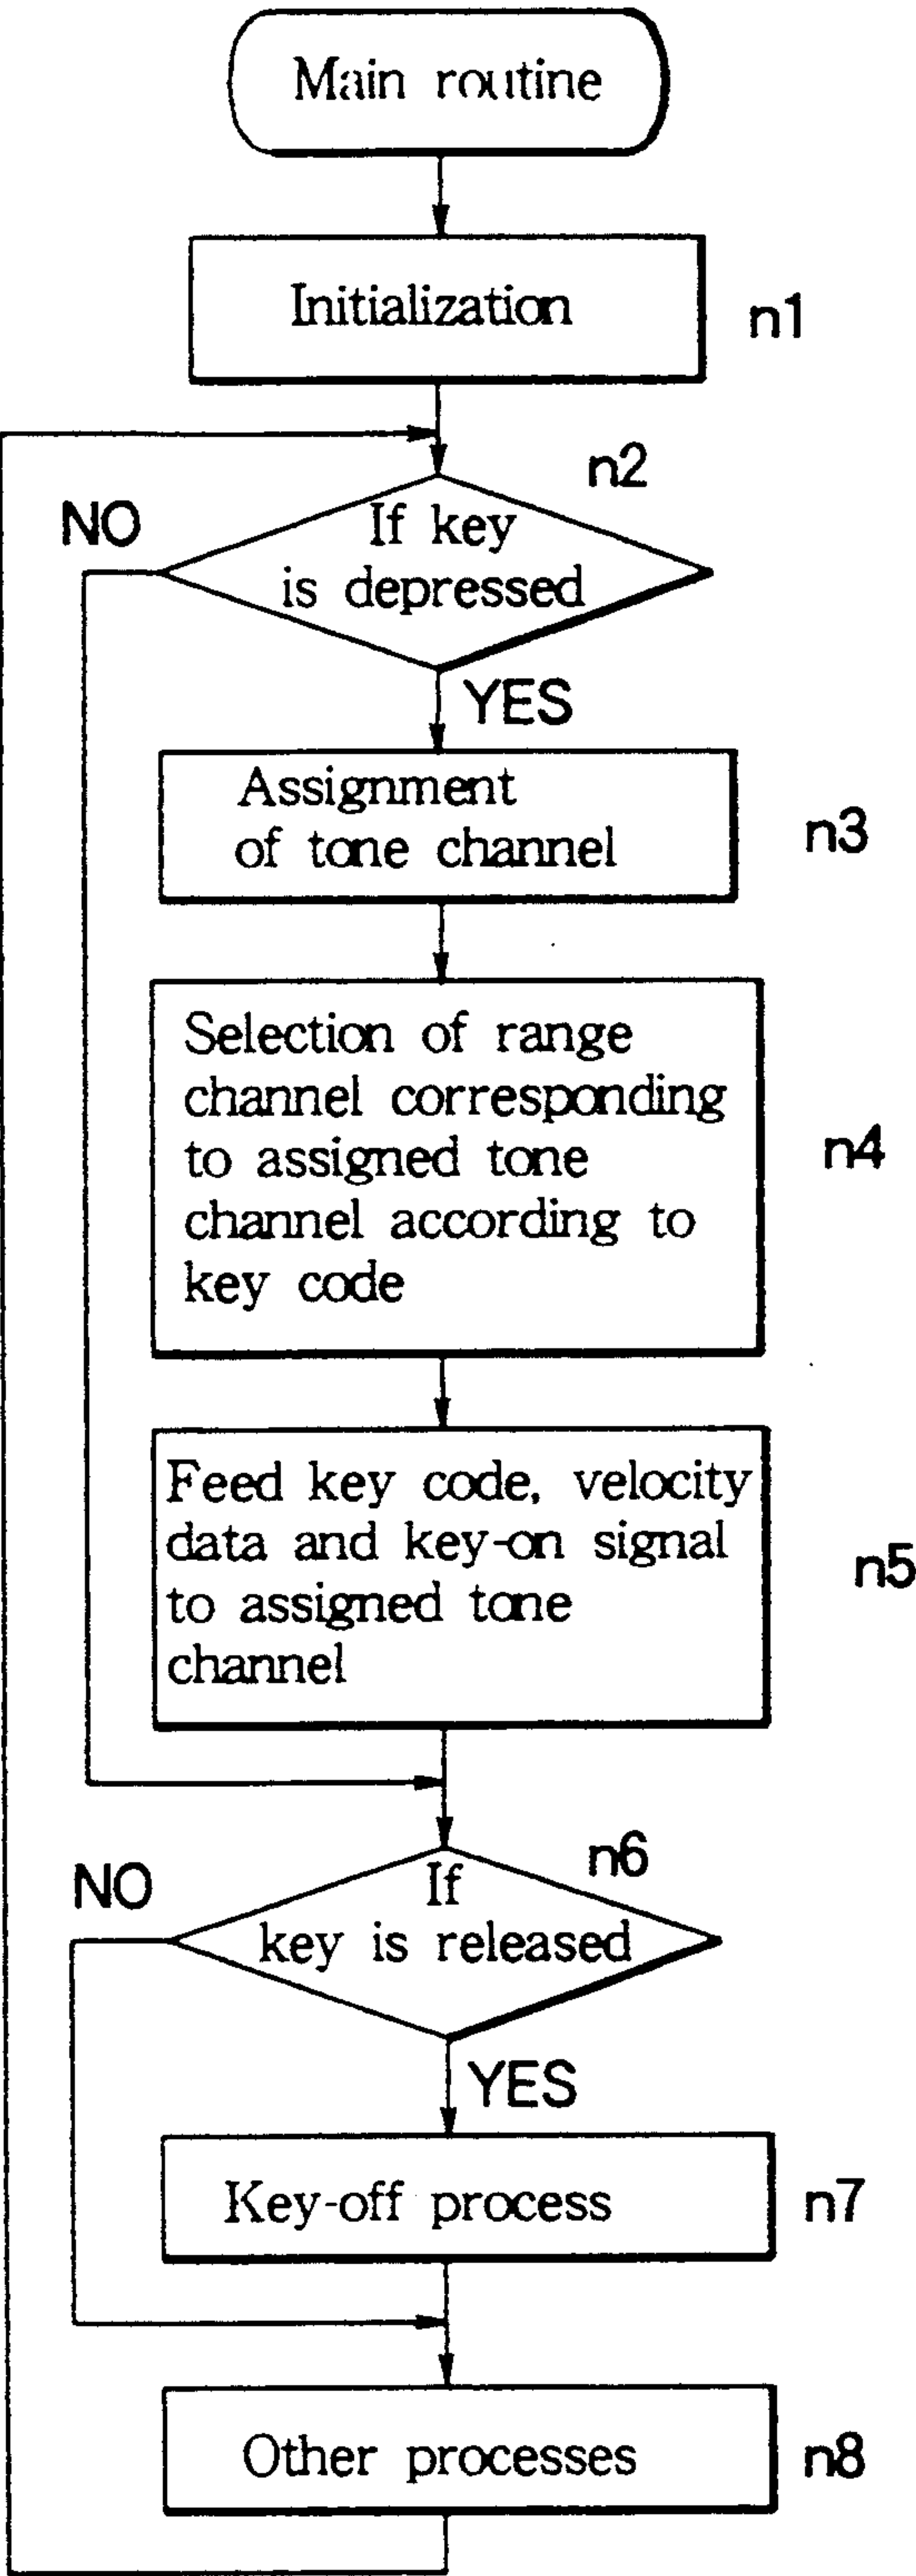 Main routine
Initialization
n1
n2
NO
If key
is depressed
YES
Assignment
of tone channel
n3
Selection of range
channel corresponding
to assigned tone
channel according to
key code
n4
Feed key code, velocity
data and key-on signal
to assigned tone
channel
n5
n6
NO
If
key is released
YES
Key-off process
n7
Other processes
n8